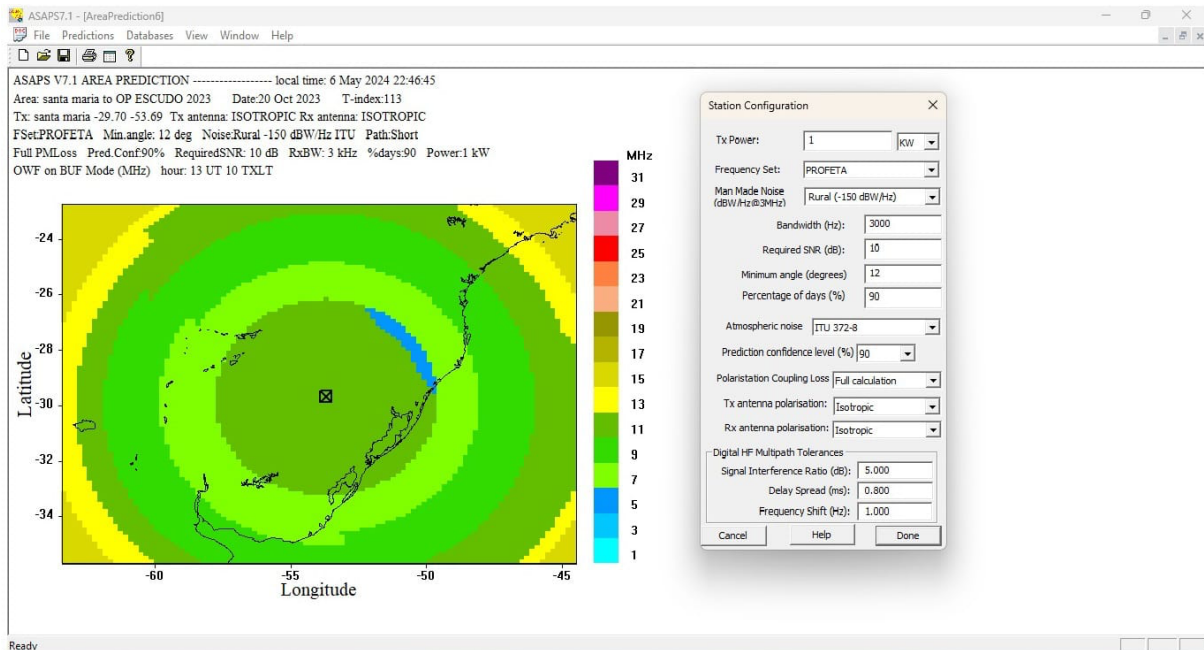 ASAPS7.1 - [AreaPrediction6]
File Predictions Databases View Window Help
ASAPS V7.1 AREA PREDICTION ------------------ local time: 6 May 2024 22:46:45
Area: santa maria to OP ESCUDO 2023 Date:20 Oct 2023 T-index:113
Tx: santa maria -29.70 -53.69 Tx antenna: ISOTROPIC Rx antenna: ISOTROPIC
FSet:PROFETA Min.angle: 12 deg Noise:Rural -150 dBW/Hz ITU Path:Short
Full PMLoss Pred.Conf:90% RequiredSNR: 10 dB RxBW: 3 kHz %days:90 Power:1 kW
OWF on BUF Mode (MHz) hour: 13 UT 10 TXLT
MHz
31
29
27
25
23
21
19
17
15
13
11
9
7
5
3
1
Latitude
-24
-26
-28
-30
-32
-34
-60 -55 -50 -45
Longitude
Station Configuration
Tx Power: 1 KW
Frequency Set: PROFETA
Man Made Noise
(dBW/Hz@3MHz) Rural (-150 dBW/Hz)
Bandwidth (Hz): 3000
Required SNR (dB): 10
Minimum angle (degrees) 12
Percentage of days (%) 90
Atmospheric noise ITU 372-8
Prediction confidence level (%) 90
Polaristation Coupling Loss Full calculation
Tx antenna polarisation: Isotropic
Rx antenna polarisation: Isotropic
Digital HF Multipath Tolerances
Signal Interference Ratio (dB): 5.000
Delay Spread (ms): 0.800
Frequency Shift (Hz): 1.000
Cancel Help Done
Ready